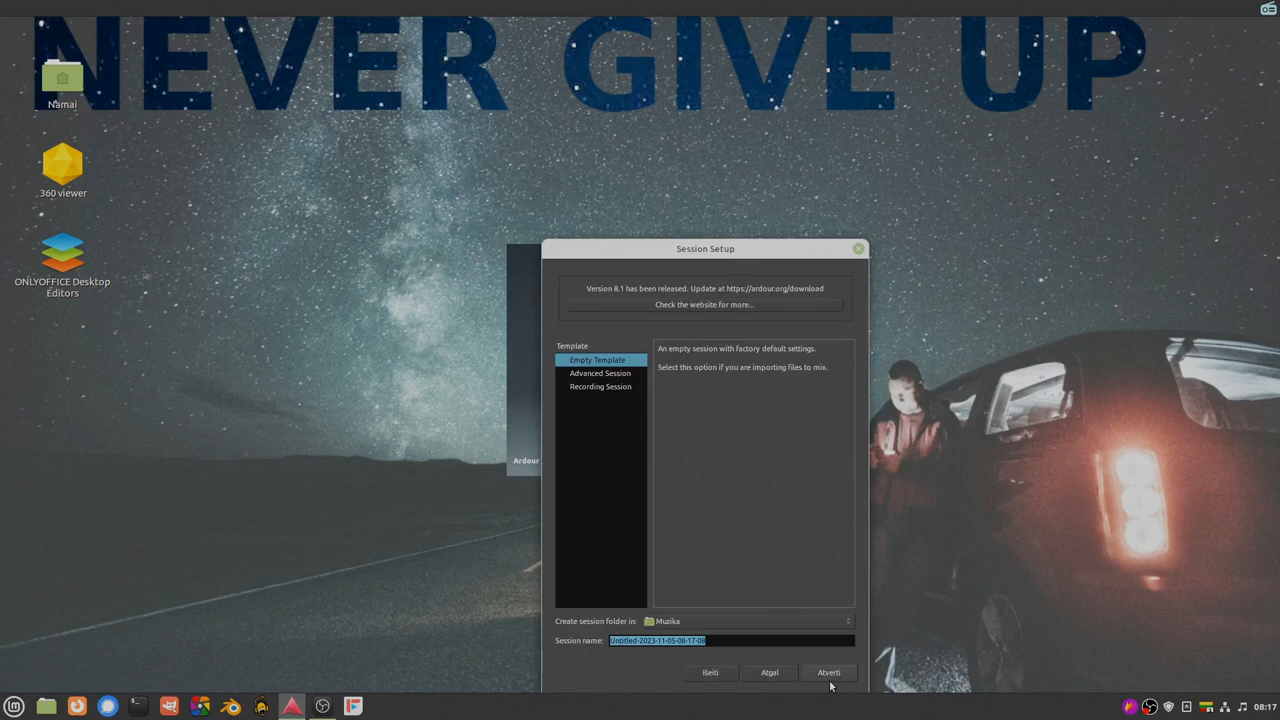 NEVER GIVE UP
Namai
360 viewer
ONLYOFFICE Desktop
Editors
Session Setup
Version 8.1 has been released. Update at https://ardour.org/download
Check the website for more...
Template
Empty Template
Advanced Session
Recording Session
An empty session with factory default settings.
Select this option if you are importing files to mix.
Ardour
Create session folder in:
Muzika
Session name:
Untitled-2023-11-05-08-17-08
Išeiti
Atgal
Atverti
08:17